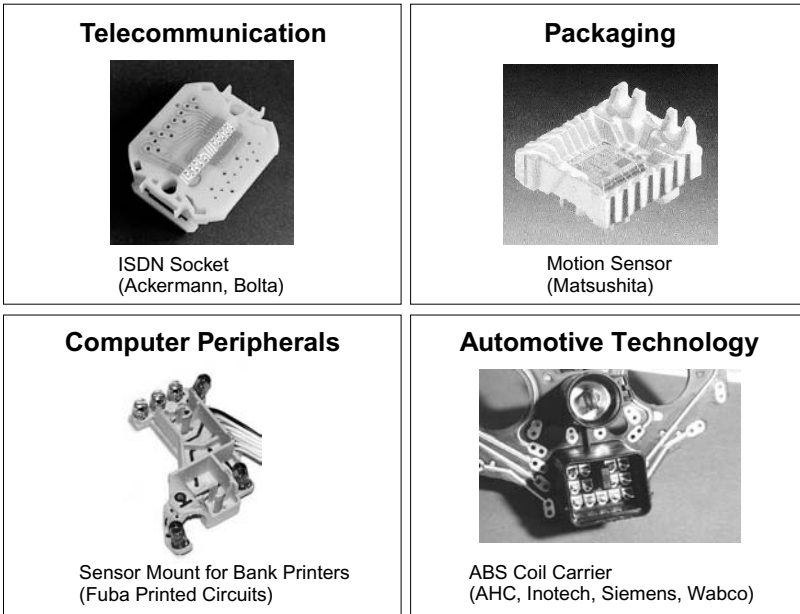 Telecommunication
ISDN Socket
(Ackermann, Bolta)
Packaging
Motion Sensor
(Matsushita)
Computer Peripherals
Sensor Mount for Bank Printers
(Fuba Printed Circuits)
Automotive Technology
ABS Coil Carrier
(AHC, Inotech, Siemens, Wabco)